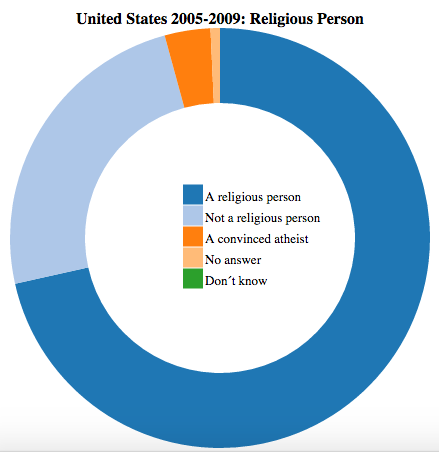 United States 2005-2009: Religious Person
A religious person
Not a religious person
A convinced atheist
No answer
Don´t know